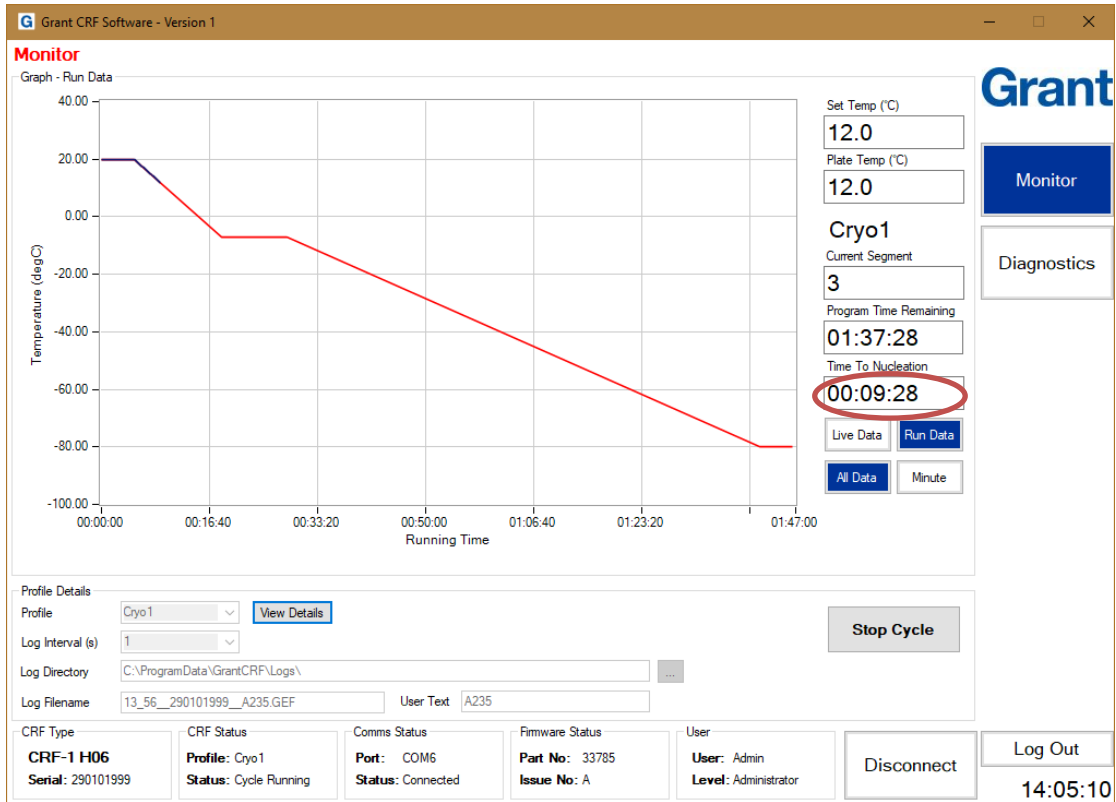 Grant CRF Software - Version 1
Monitor
Graph - Run Data
40.00
20.00
0.00
-20.00
-40.00
-60.00
-80.00
-100.00
Temperature (degC)
00:00:00 00:16:40 00:33:20 00:50:00 01:06:40 01:23:20 01:47:00
Running Time
Set Temp (°C)
12.0
Plate Temp (°C)
12.0
Cryo1
Current Segment
3
Program Time Remaining
01:37:28
Time To Nucleation
00:09:28
Live Data Run Data
All Data Minute
Grant
Monitor
Diagnostics
Profile Details
Profile Cryo1 View Details
Log Interval (s) 1
Log Directory C:\ProgramData\GrantCRF\Logs\ ...
Log Filename 13_56__290101999__A235.GEF User Text A235
Stop Cycle
CRF Type
CRF-1 H06
Serial: 290101999
CRF Status
Profile: Cryo1
Status: Cycle Running
Comms Status
Port: COM6
Status: Connected
Firmware Status
Part No: 33785
Issue No: A
User
User: Admin
Level: Administrator
Disconnect
Log Out
14:05:10